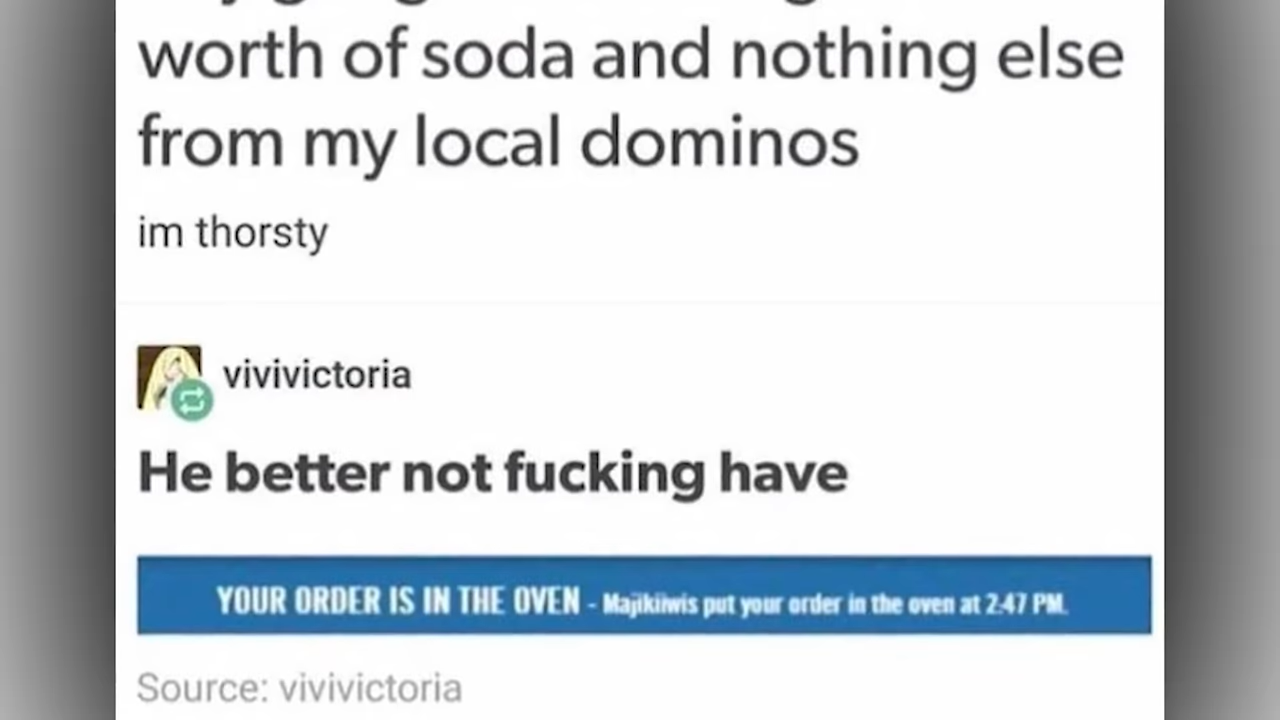 worth of soda and nothing else
from my local dominos
im thorsty
vivivictoria
He better not fucking have
YOUR ORDER IS IN THE OVEN - Majikiiwis put your order in the oven at 2:47 PM.
Source: vivivictoria